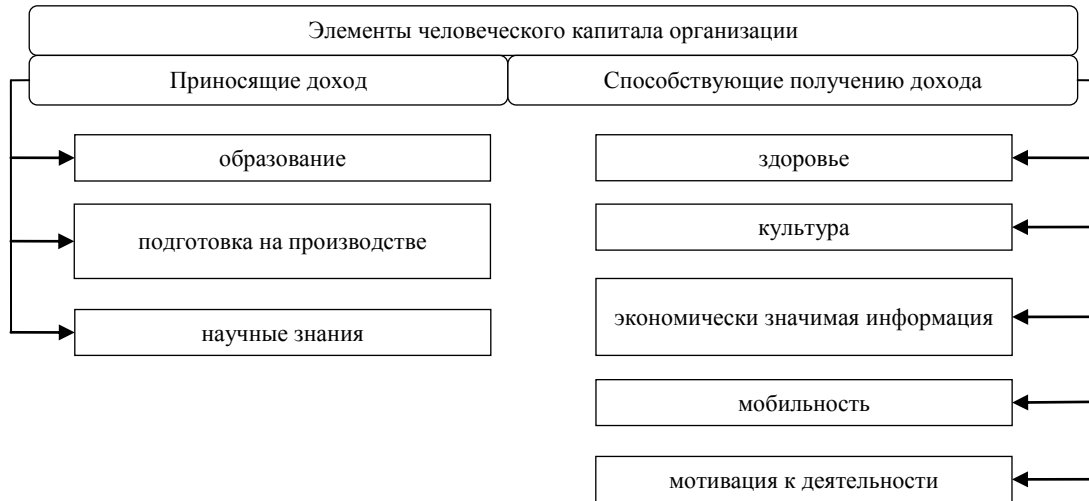 Элементы человеческого капитала организации
Приносящие доход
Способствующие получению дохода
образование
подготовка на производстве
научные знания
здоровье
культура
экономически значимая информация
мобильность
мотивация к деятельности